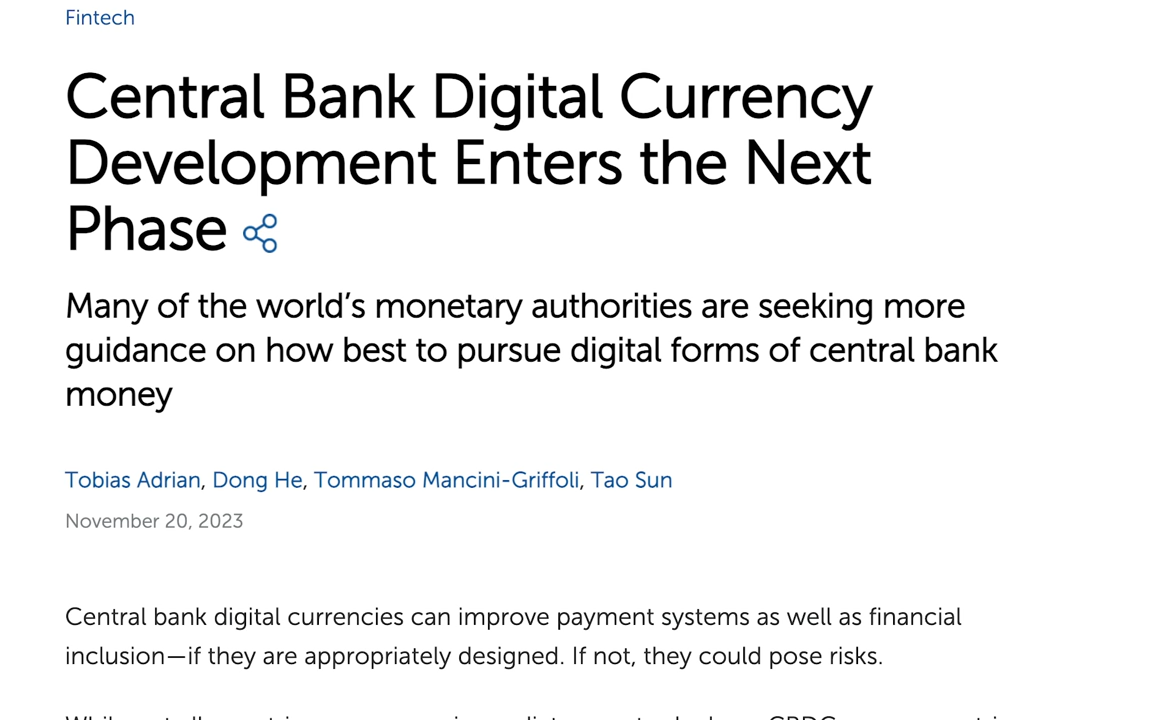 Fintech
Central Bank Digital Currency
Development Enters the Next
Phase
Many of the world's monetary authorities are seeking more
guidance on how best to pursue digital forms of central bank
money
Tobias Adrian, Dong He, Tommaso Mancini-Griffoli, Tao Sun
November 20, 2023
Central bank digital currencies can improve payment systems as well as financial
inclusion—if they are appropriately designed. If not, they could pose risks.